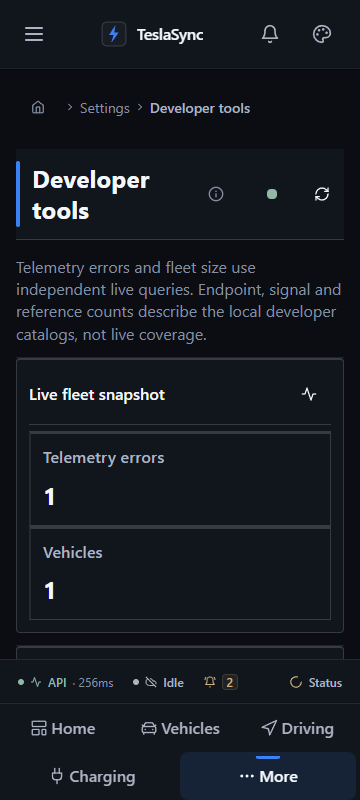 TeslaSync
Settings
Developer tools
Developer
tools
Telemetry errors and fleet size use
independent live queries. Endpoint, signal and
reference counts describe the local developer
catalogs, not live coverage.
Live fleet snapshot
Telemetry errors
1
Vehicles
1
API · 256ms
Idle
2
Status
Home
Vehicles
Driving
Charging
More